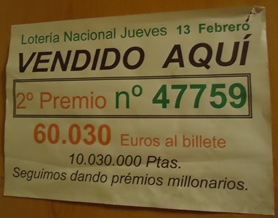 Lotería Nacional Jueves 13 Febrero
VENDIDO AQUÍ
2º Premio nº 47759
60.030 Euros al billete
10.030.000 Ptas.
Seguimos dando prémios millonarios.